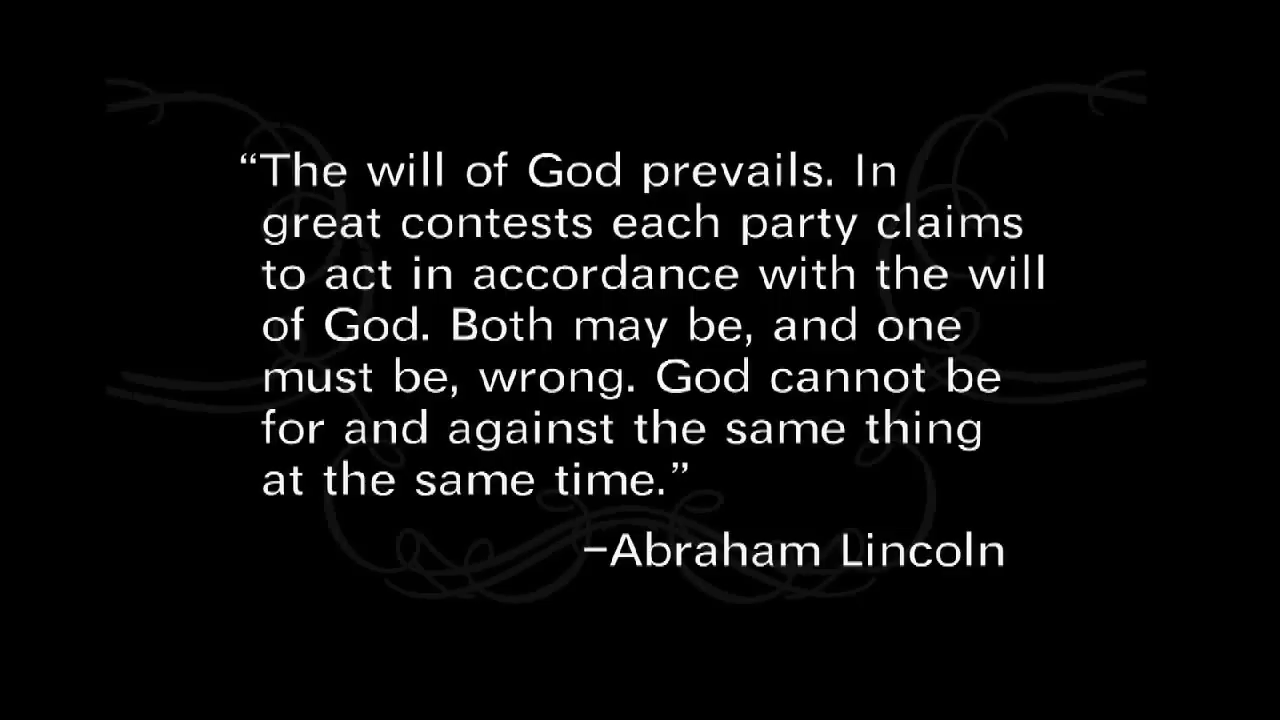 “The will of God prevails. In
great contests each party claims
to act in accordance with the will
of God. Both may be, and one
must be, wrong. God cannot be
for and against the same thing
at the same time.”
–Abraham Lincoln